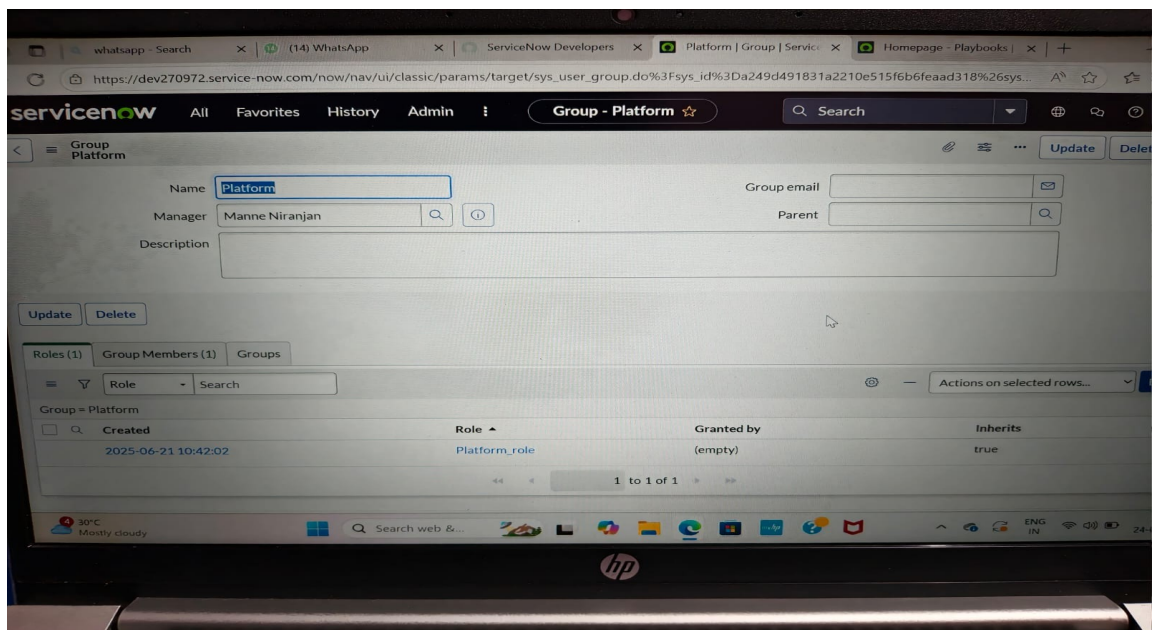 whatsapp - Search
(14) WhatsApp
ServiceNow Developers
Platform | Group | Service
Homepage - Playbooks |
https://dev270972.service-now.com/now/nav/ui/classic/params/target/sys_user_group.do%3Fsys_id%3Da249d491831a2210e515f6b6feaad318%26sys...
servicenow All Favorites History Admin Group - Platform Search
Group
Platform
Update Delet
Name Platform Group email
Manager Manne Niranjan Parent
Description
Update Delete
Roles (1) Group Members (1) Groups
Role Search Actions on selected rows...
Group = Platform
Created Role Granted by Inherits
2025-06-21 10:42:02 Platform_role (empty) true
1 to 1 of 1
4 30°C
Mostly cloudy
Search web &...
ENG
IN
hp